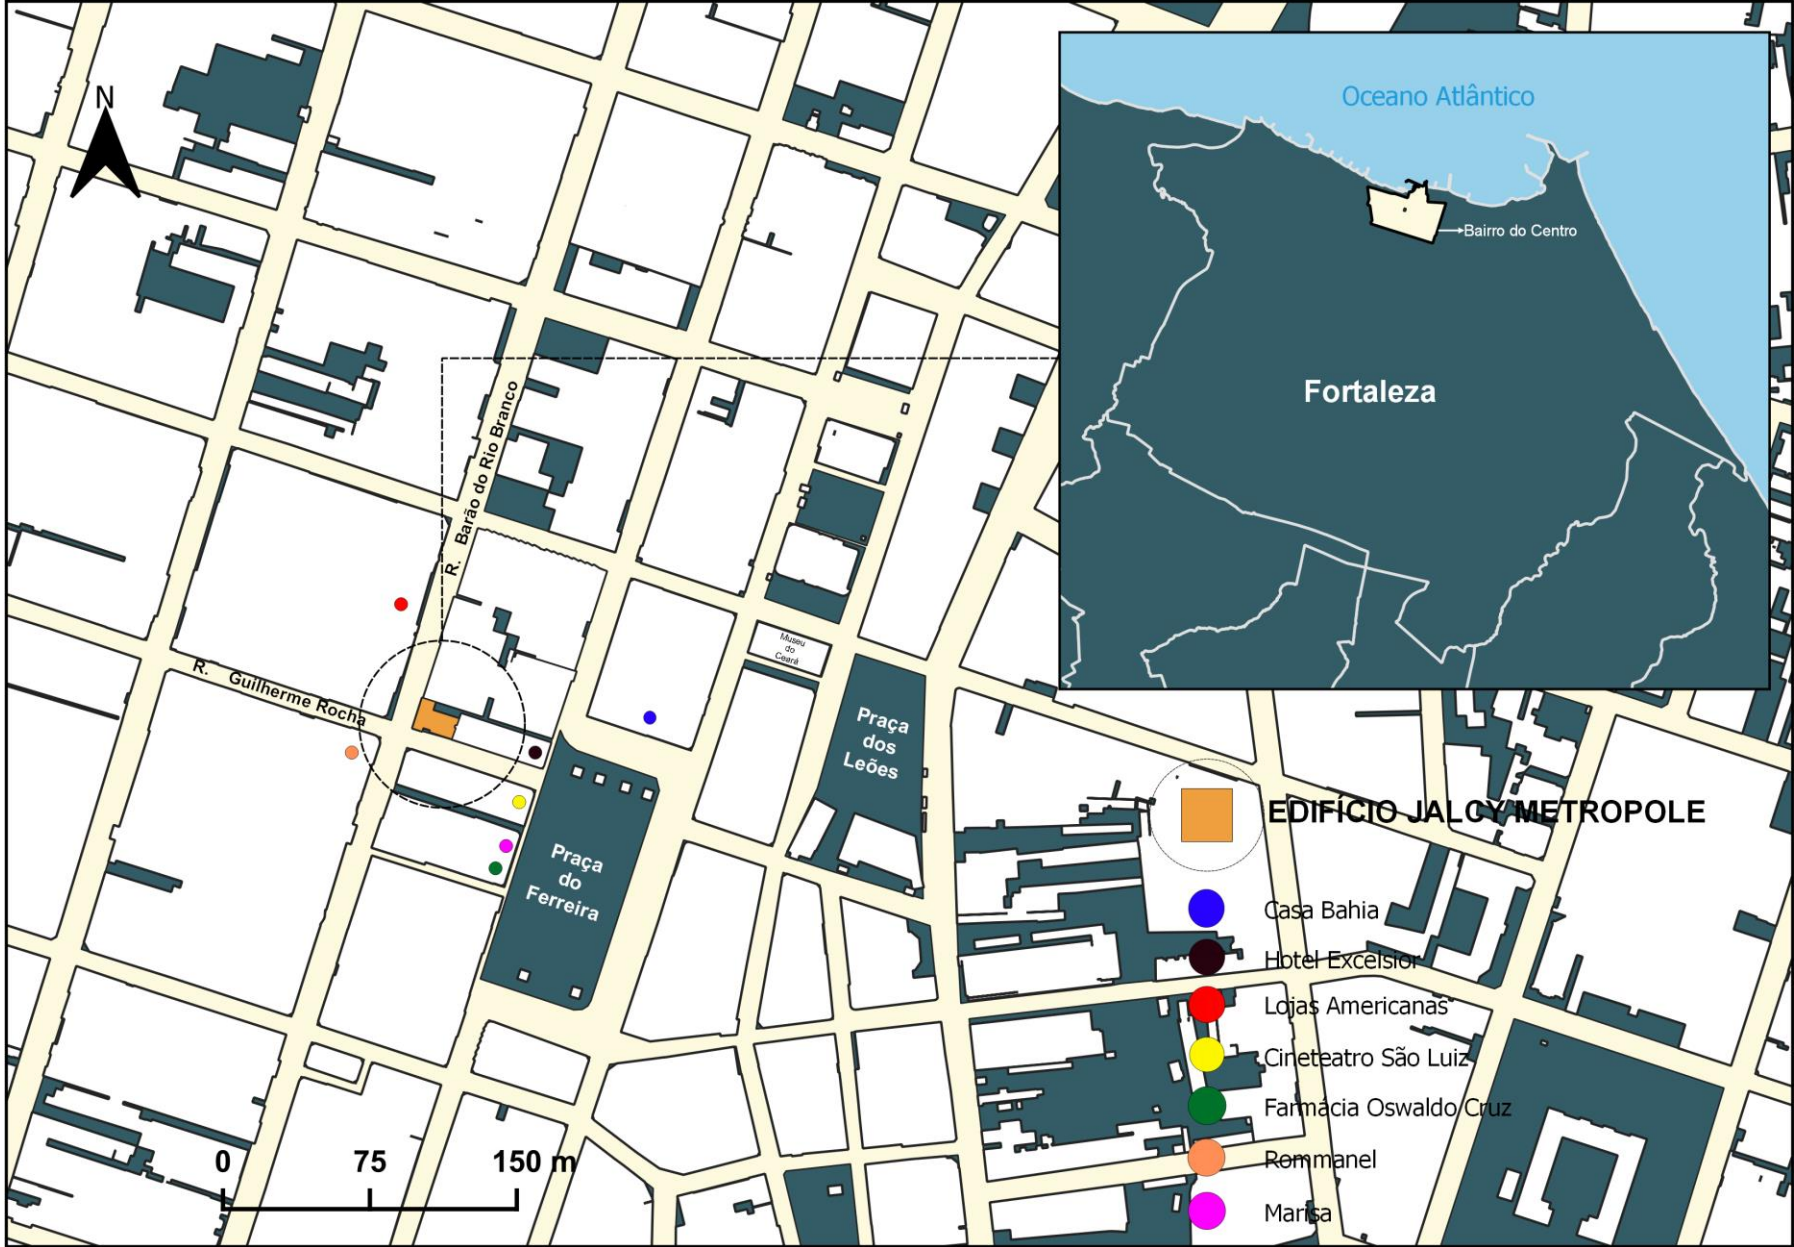 N
Oceano Atlântico
Bairro do Centro
Fortaleza
R. Barão do Rio Branco
R. Guilherme Rocha
Museu
do
Ceará
Praça
dos
Leões
Praça
do
Ferreira
EDIFÍCIO JALCY METROPOLE
Casa Bahia
Hotel Excelsior
Lojas Americanas
Cineteatro São Luiz
Farmácia Oswaldo Cruz
Rommanel
Marisa
0 75 150 m